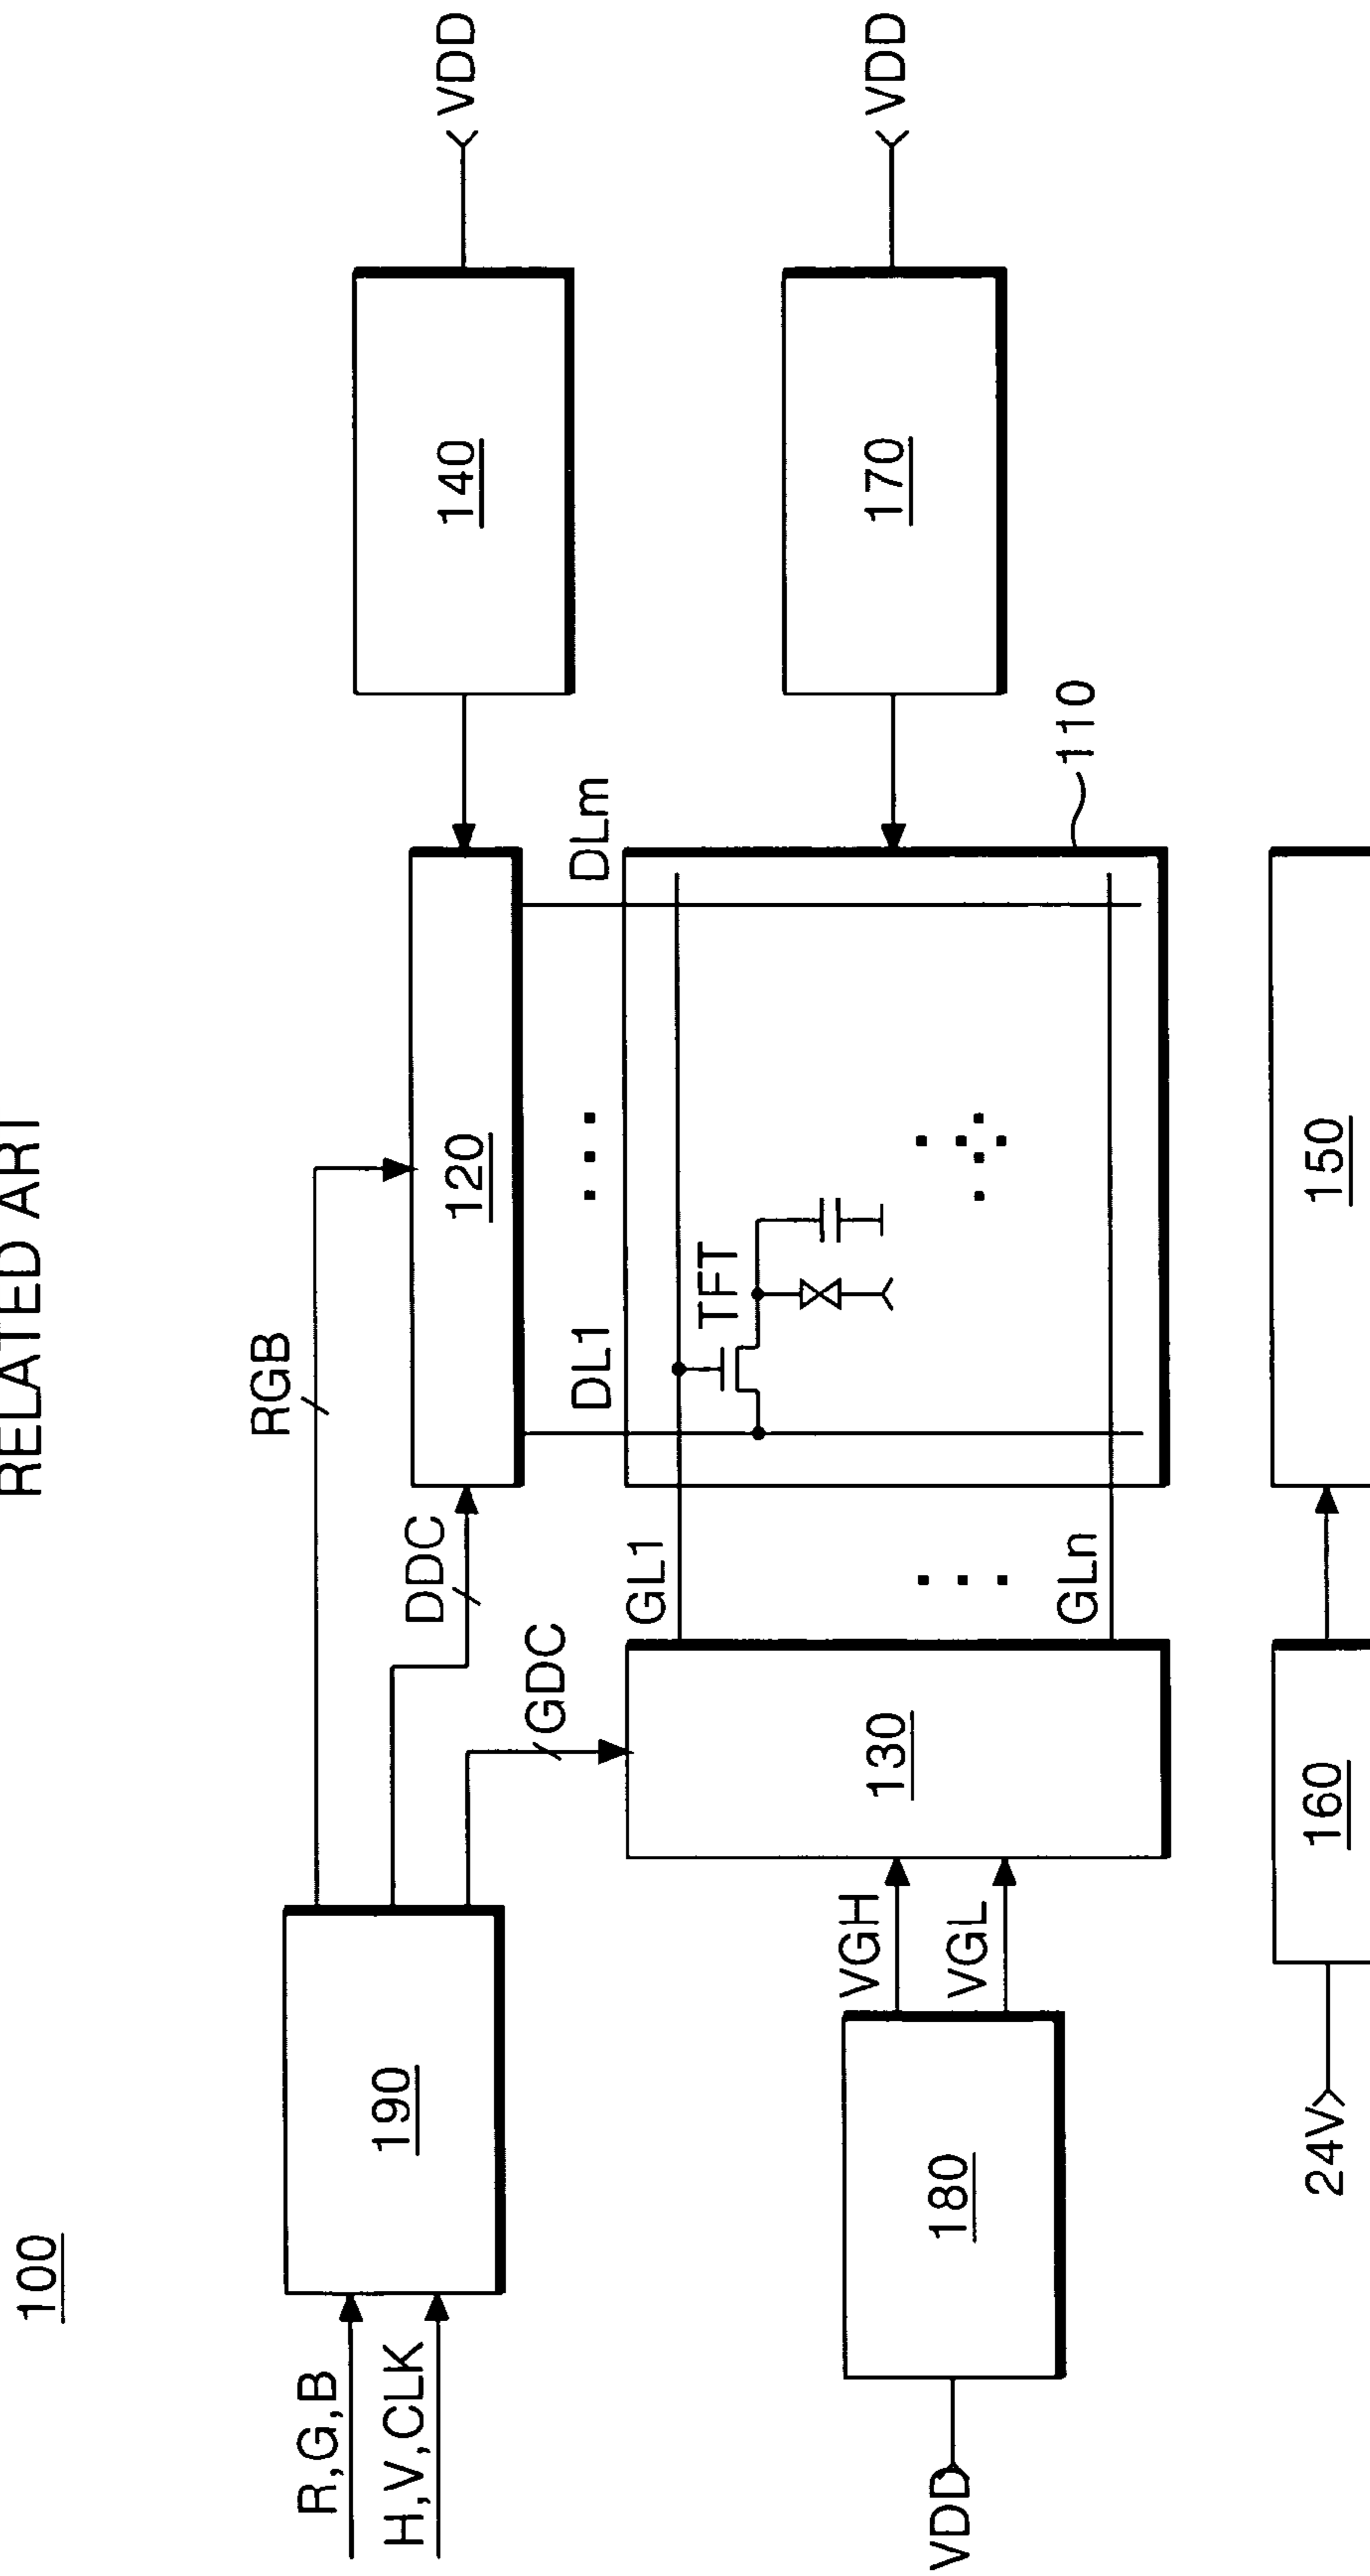 RELATED ART
100
R,G,B
H,V,CLK
190
RGB
DDC
GDC
120
140
VDD
DL1
DLm
GL1
GLn
TFT
110
130
VGH
VGL
180
VDD
170
VDD
150
160
24V